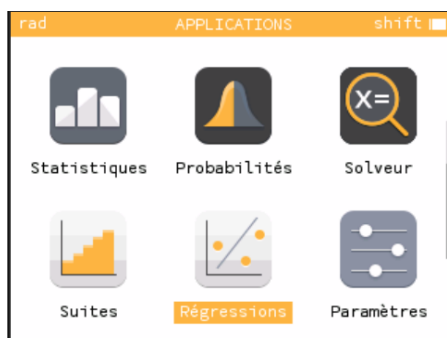 rad APPLICATIONS shift
X=
Statistiques Probabilités Solveur
Suites Régressions Paramètres